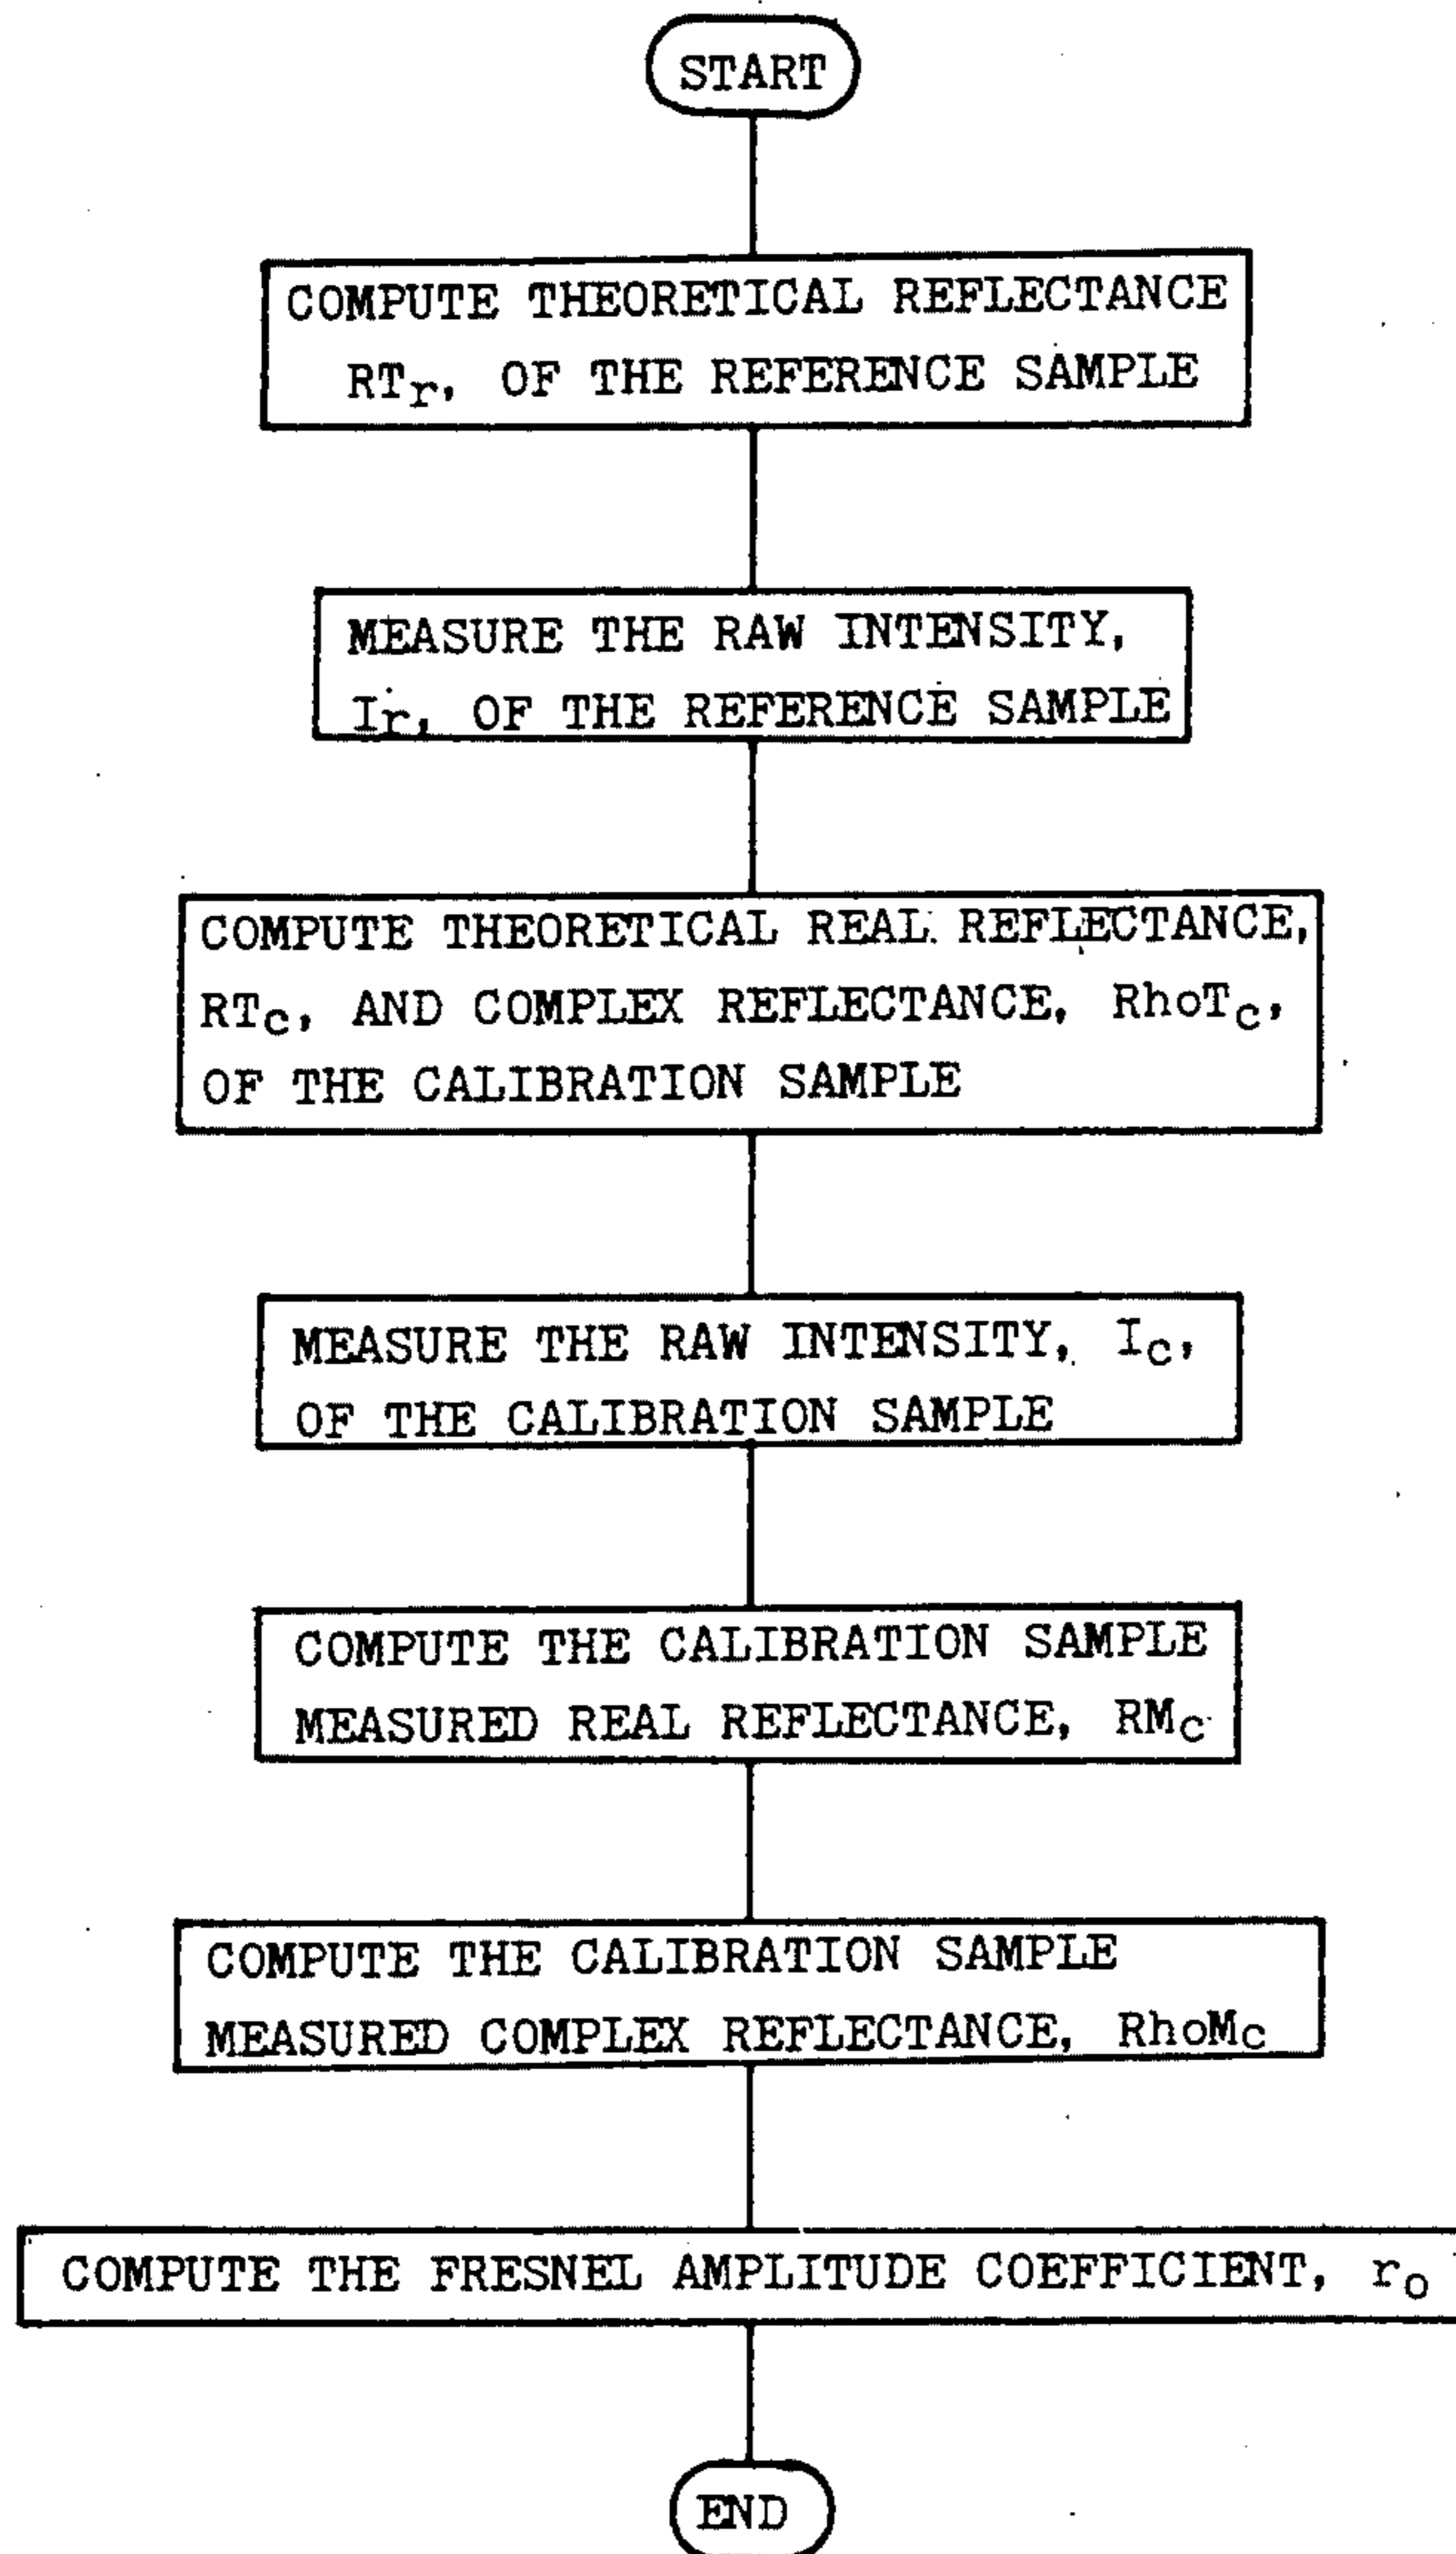 START
COMPUTE THEORETICAL REFLECTANCE
RTr, OF THE REFERENCE SAMPLE
MEASURE THE RAW INTENSITY,
Ir, OF THE REFERENCE SAMPLE
COMPUTE THEORETICAL REAL REFLECTANCE,
RTc, AND COMPLEX REFLECTANCE, RhoTc,
OF THE CALIBRATION SAMPLE
MEASURE THE RAW INTENSITY, Ic,
OF THE CALIBRATION SAMPLE
COMPUTE THE CALIBRATION SAMPLE
MEASURED REAL REFLECTANCE, RMc
COMPUTE THE CALIBRATION SAMPLE
MEASURED COMPLEX REFLECTANCE, RhoMc
COMPUTE THE FRESNEL AMPLITUDE COEFFICIENT, ro
END